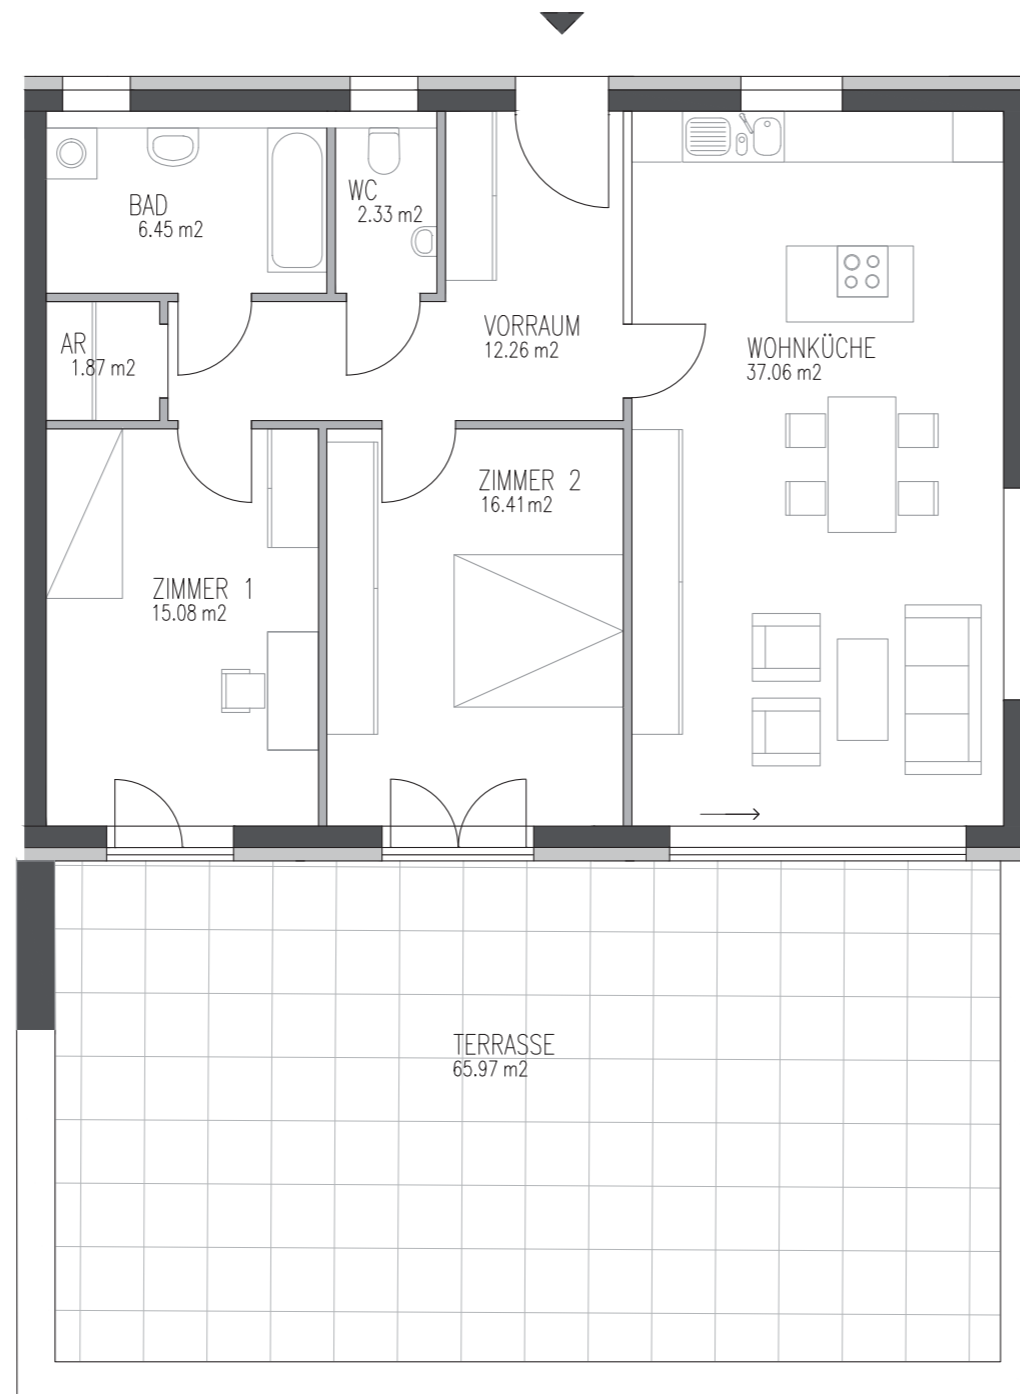 BAD
6.45 m2
WC
2.33 m2
VORRAUM
12.26 m2
AR
1.87 m2
WOHNKÜCHE
37.06 m2
ZIMMER 2
16.41 m2
ZIMMER 1
15.08 m2
TERRASSE
65.97 m2